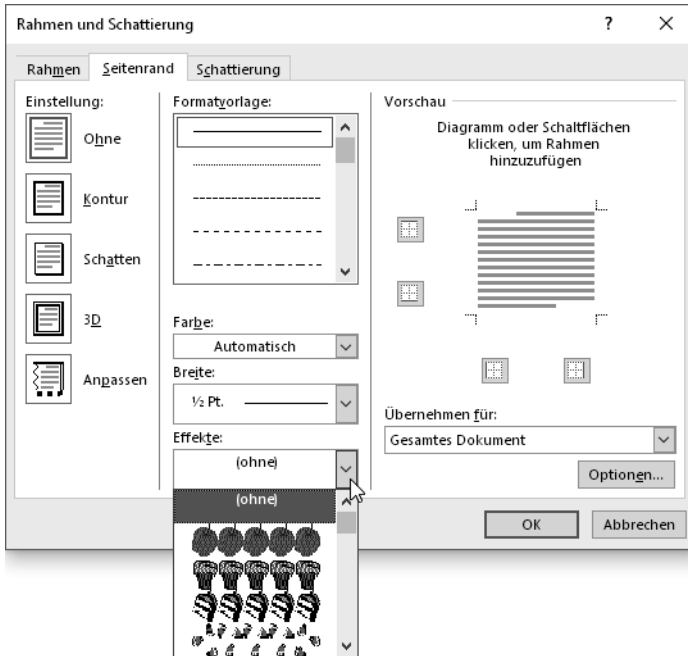 Rahmen und Schattierung
?
Rahmen
Seitenrand
Schattierung
Einstellung:
Ohne
Kontur
Schatten
3D
Anpassen
Formatvorlage:
Farbe:
Automatisch
Breite:
½ Pt.
Effekte:
(ohne)
(ohne)
Vorschau
Diagramm oder Schaltflächen
klicken, um Rahmen
hinzuzufügen
Übernehmen für:
Gesamtes Dokument
Optionen...
OK
Abbrechen